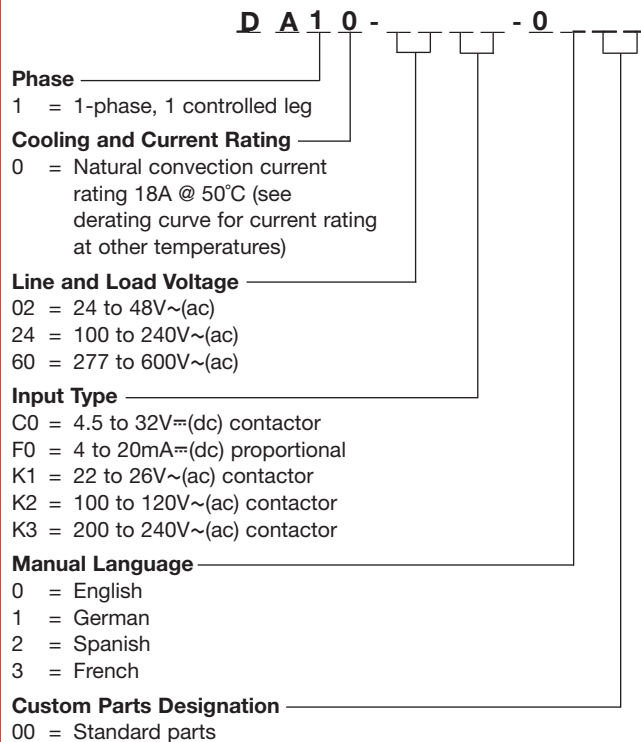 D A 1 0 - - 0
Phase
1 = 1-phase, 1 controlled leg
Cooling and Current Rating
0 = Natural convection current
rating 18A @ 50˚C (see
derating curve for current rating
at other temperatures)
Line and Load Voltage
02 = 24 to 48V~(ac)
24 = 100 to 240V~(ac)
60 = 277 to 600V~(ac)
Input Type
C0 = 4.5 to 32V⎓(dc) contactor
F0 = 4 to 20mA⎓(dc) proportional
K1 = 22 to 26V~(ac) contactor
K2 = 100 to 120V~(ac) contactor
K3 = 200 to 240V~(ac) contactor
Manual Language
0 = English
1 = German
2 = Spanish
3 = French
Custom Parts Designation
00 = Standard parts